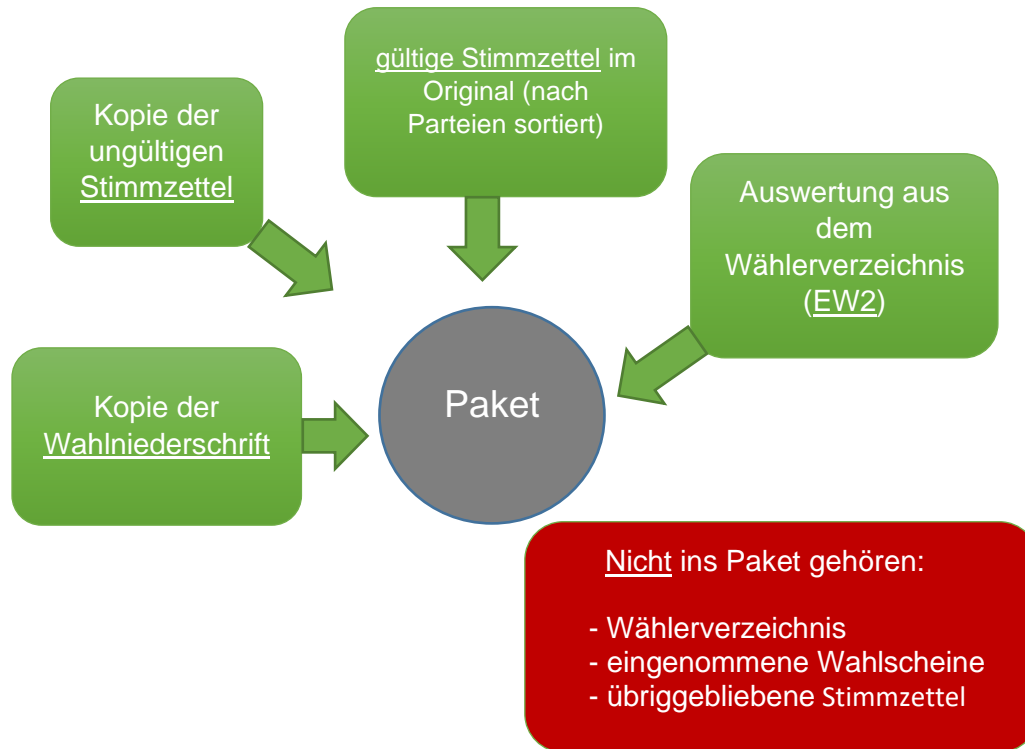 gültige Stimmzettel im
Original (nach
Parteien sortiert)
Kopie der
ungültigen
Stimmzettel
Auswertung aus
dem
Wählerverzeichnis
(EW2)
Kopie der
Wahlniederschrift
Paket
Nicht ins Paket gehören:
- Wählerverzeichnis
- eingenommene Wahlscheine
- übriggebliebene Stimmzettel